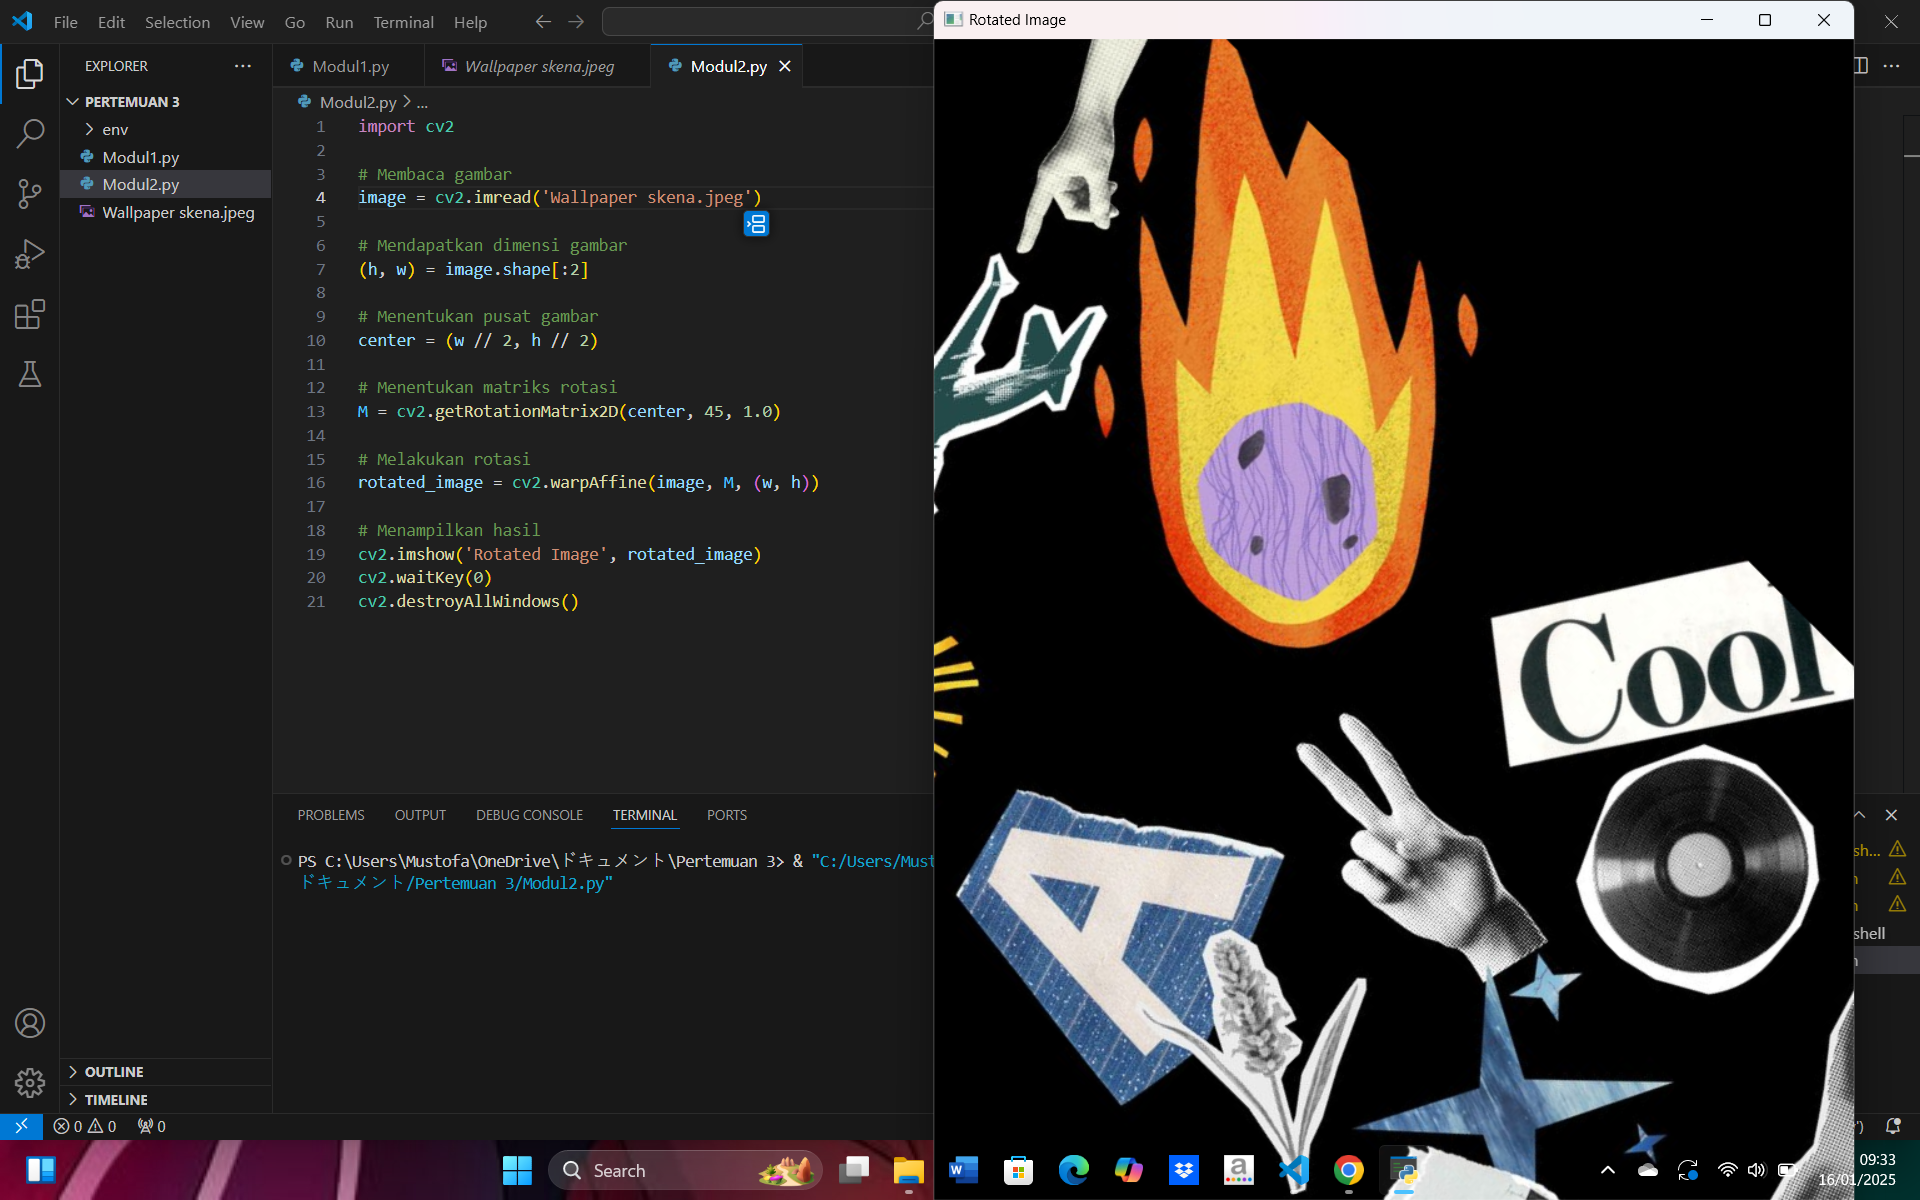 File Edit Selection View Go Run Terminal Help
Rotated Image
EXPLORER
PERTEMUAN 3
env
Modul1.py
Modul2.py
Wallpaper skena.jpeg
OUTLINE
TIMELINE
Modul1.py Wallpaper skena.jpeg Modul2.py
Modul2.py > ...
1 import cv2
2
3 # Membaca gambar
4 image = cv2.imread('Wallpaper skena.jpeg')
5
6 # Mendapatkan dimensi gambar
7 (h, w) = image.shape[:2]
8
9 # Menentukan pusat gambar
10 center = (w // 2, h // 2)
11
12 # Menentukan matriks rotasi
13 M = cv2.getRotationMatrix2D(center, 45, 1.0)
14
15 # Melakukan rotasi
16 rotated_image = cv2.warpAffine(image, M, (w, h))
17
18 # Menampilkan hasil
19 cv2.imshow('Rotated Image', rotated_image)
20 cv2.waitKey(0)
21 cv2.destroyAllWindows()
PROBLEMS OUTPUT DEBUG CONSOLE TERMINAL PORTS
PS C:\Users\Mustofa\OneDrive\ドキュメント\Pertemuan 3> & "C:/Users/Must
ドキュメント/Pertemuan 3/Modul2.py"
Cool
A
sh...
shell
0 0 0
Search
09:33
16/01/2025